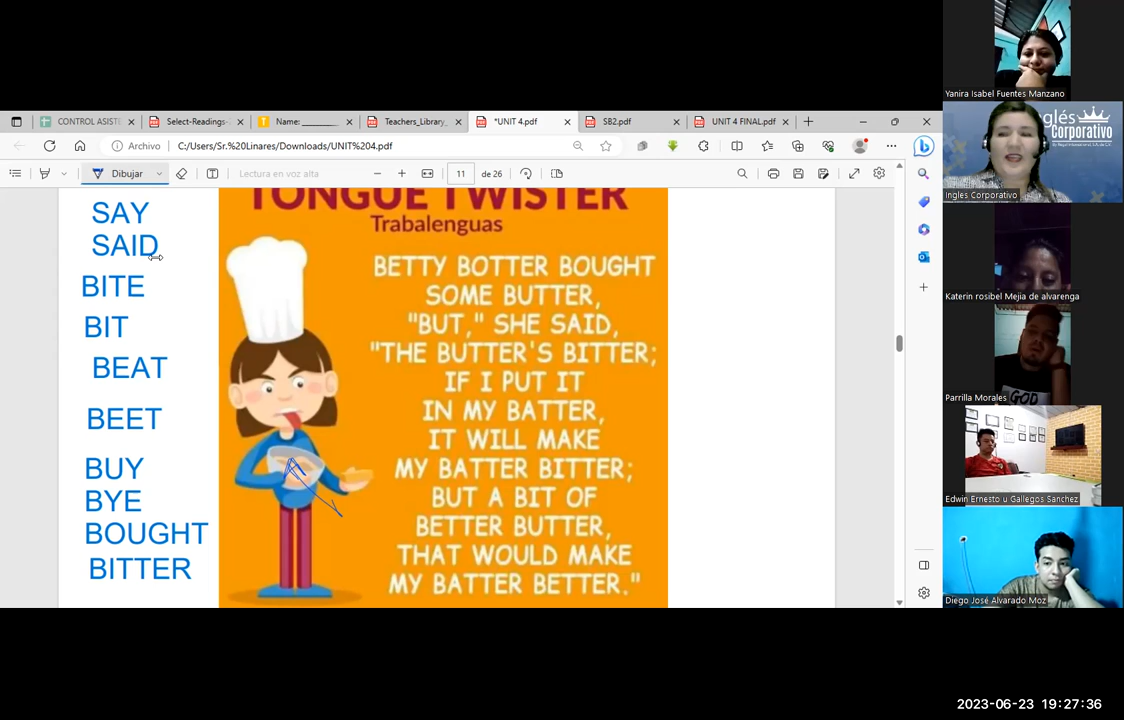 CONTROL ASIST
Select-Readings-
Name: ________
Teachers_Library_
*UNIT 4.pdf
SB2.pdf
UNIT 4 FINAL.pdf
Archivo
C:/Users/Sr.%20Linares/Downloads/UNIT%204.pdf
Dibujar
Lectura en voz alta
11
de 26
SAY
SAID
BITE
BIT
BEAT
BEET
BUY
BYE
BOUGHT
BITTER
TONGUE TWISTER
Trabalenguas
BETTY BOTTER BOUGHT
SOME BUTTER,
"BUT," SHE SAID,
"THE BUTTER'S BITTER;
IF I PUT IT
IN MY BATTER,
IT WILL MAKE
MY BATTER BITTER;
BUT A BIT OF
BETTER BUTTER,
THAT WOULD MAKE
MY BATTER BETTER."
Yanira Isabel Fuentes Manzano
glés
Corporativo
Ingles Corporativo
Katerin rosibel Mejia de alvarenga
GOD
Parrilla Morales
Edwin Ernesto u Gallegos Sanchez
Diego José Alvarado Moz
2023-06-23 19:27:36